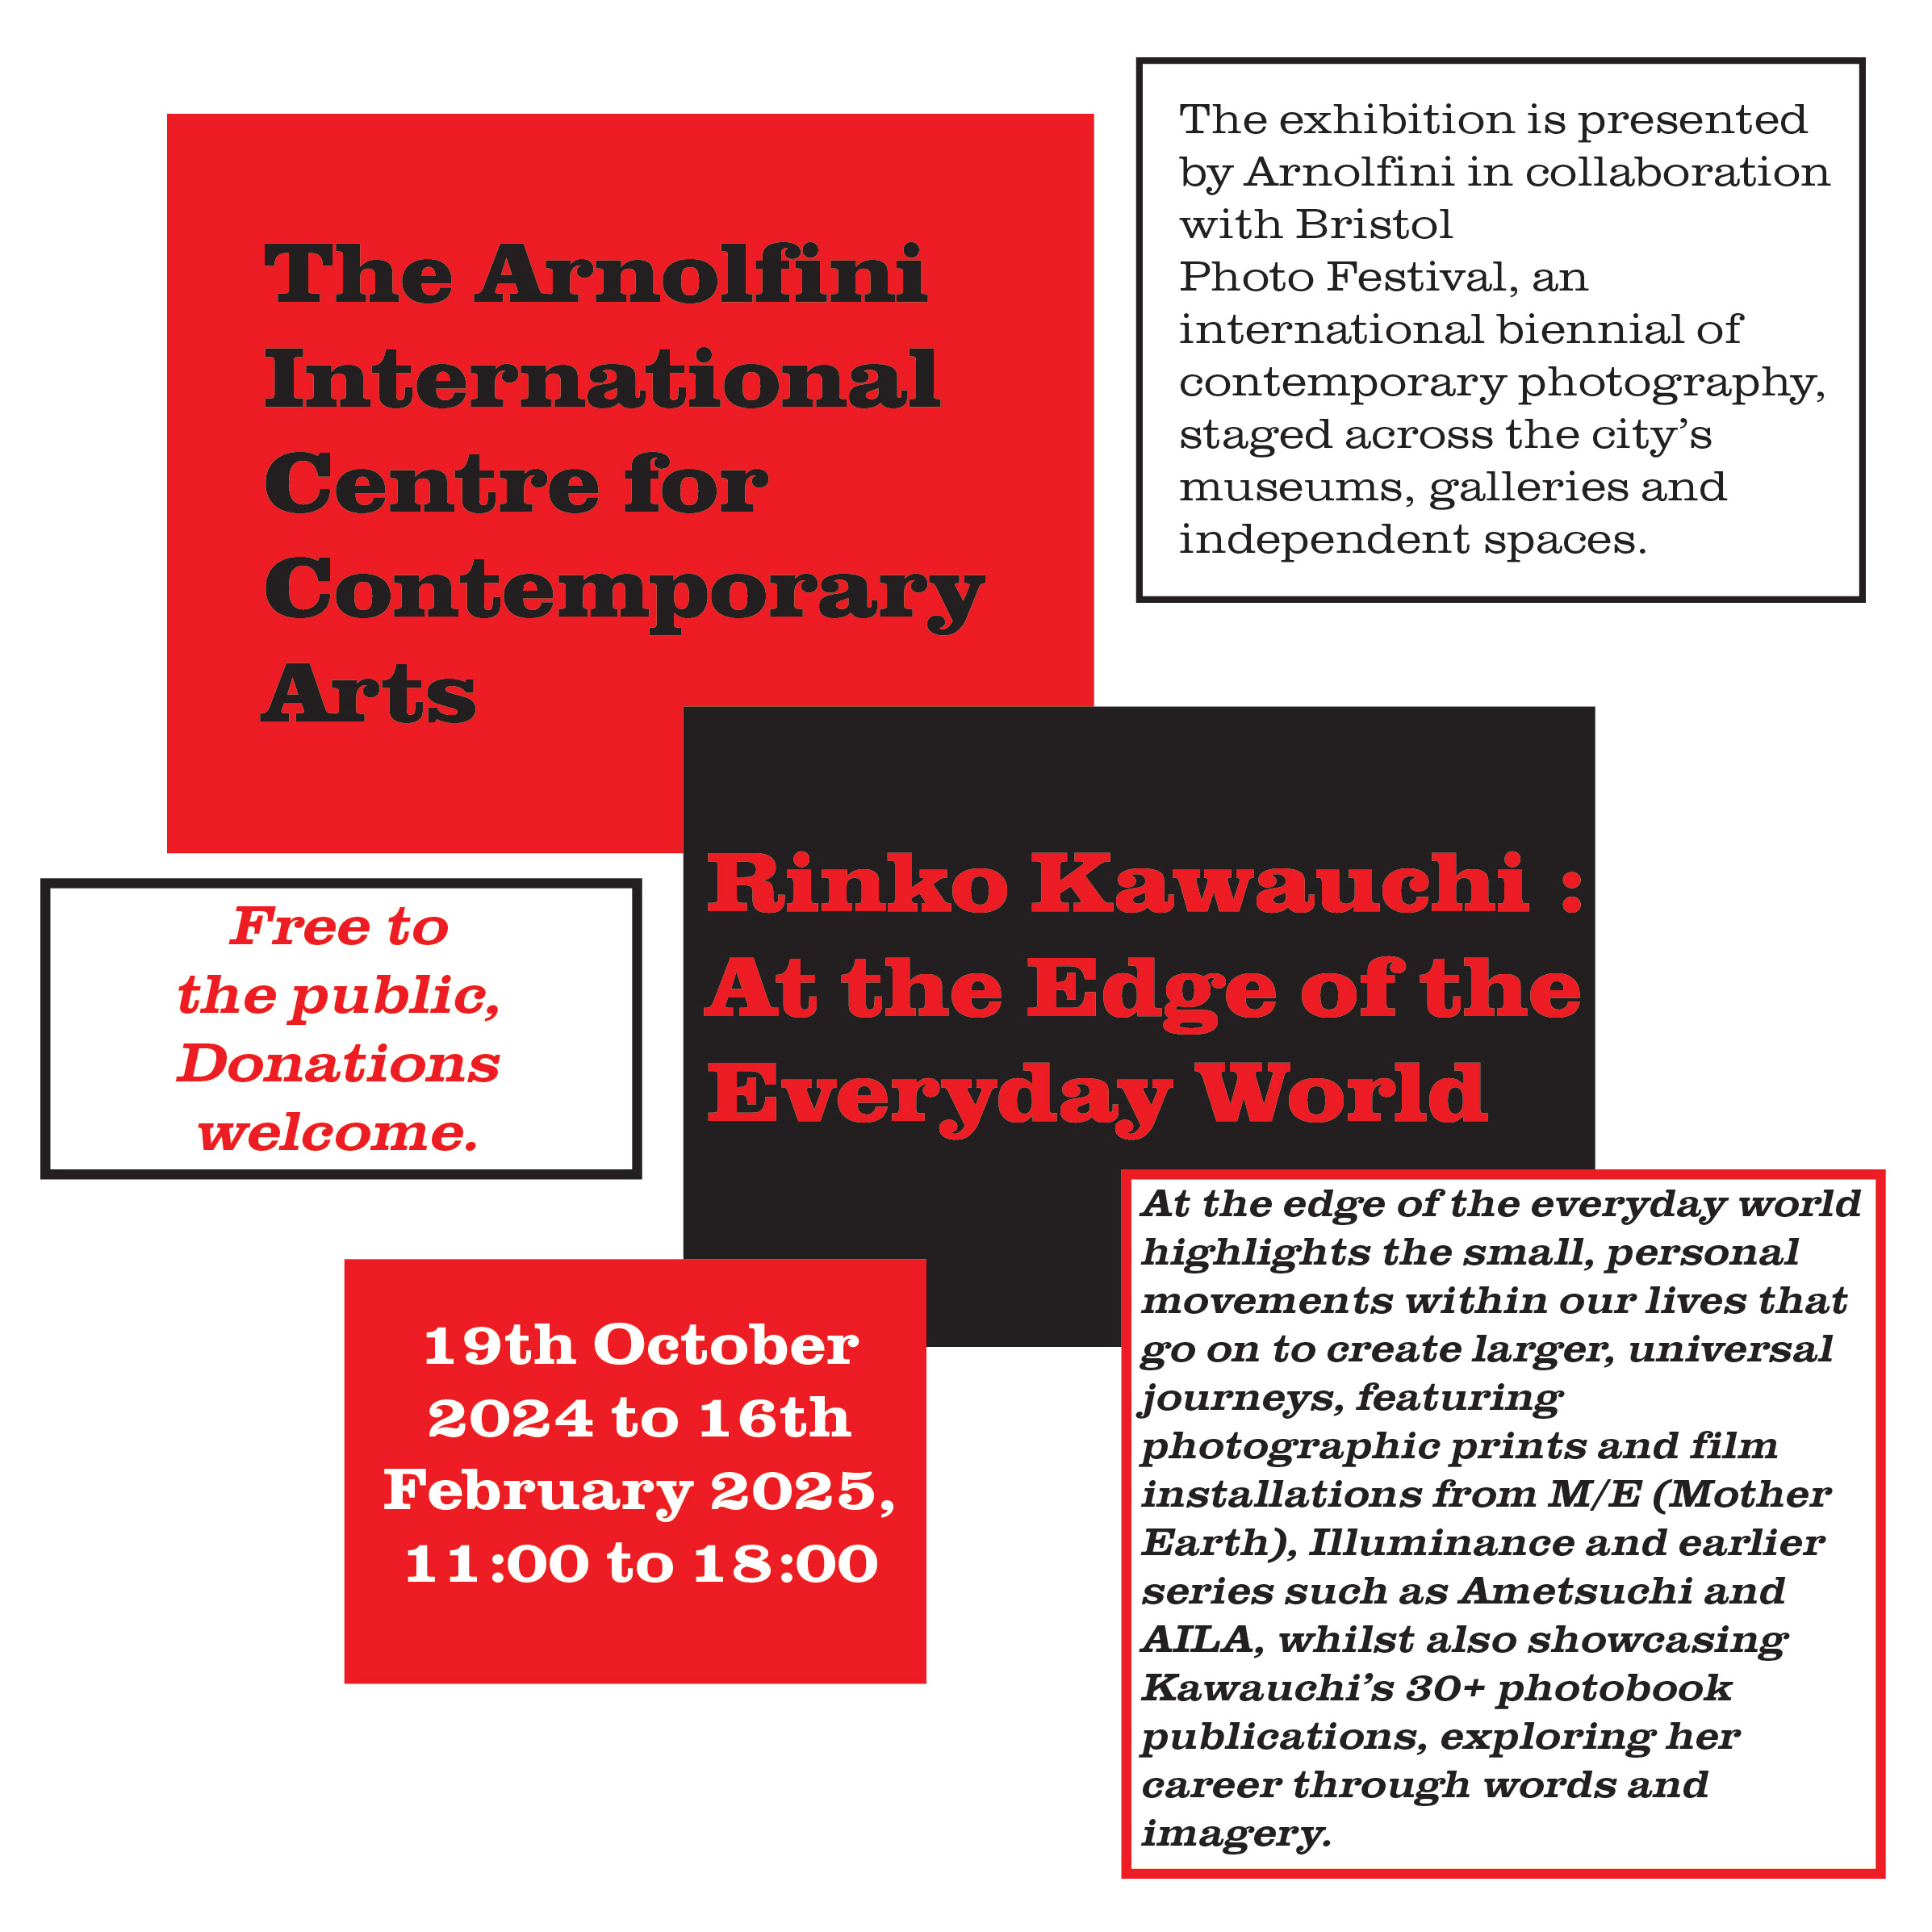 The Arnolfini
International
Centre for
Contemporary
Arts
The exhibition is presented
by Arnolfini in collaboration
with Bristol
Photo Festival, an
international biennial of
contemporary photography,
staged across the city’s
museums, galleries and
independent spaces.
Rinko Kawauchi :
At the Edge of the
Everyday World
Free to
the public,
Donations
welcome.
19th October
2024 to 16th
February 2025,
11:00 to 18:00
At the edge of the everyday world
highlights the small, personal
movements within our lives that
go on to create larger, universal
journeys, featuring
photographic prints and film
installations from M/E (Mother
Earth), Illuminance and earlier
series such as Ametsuchi and
AILA, whilst also showcasing
Kawauchi’s 30+ photobook
publications, exploring her
career through words and
imagery.